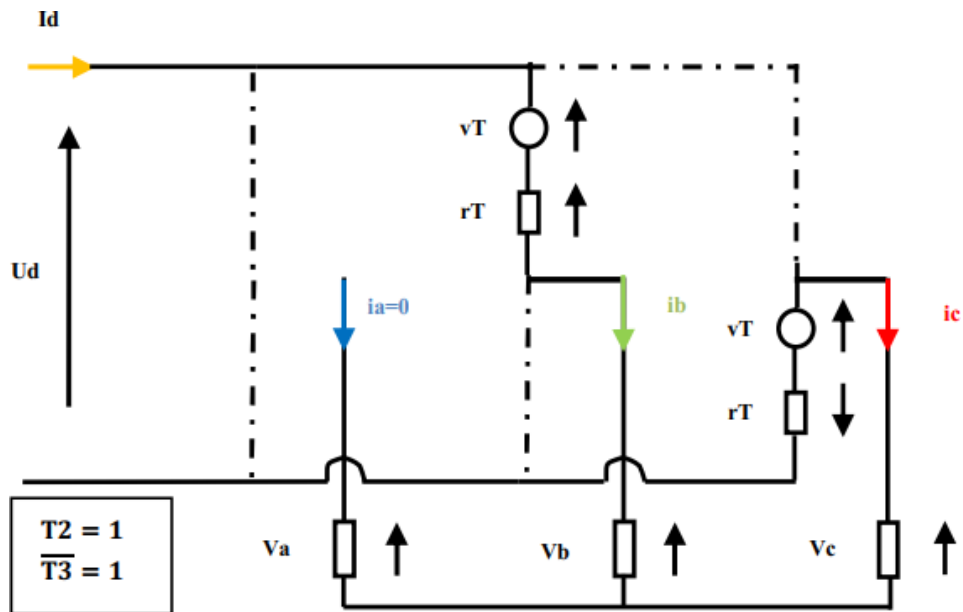 Id
vT
rT
Ud
ia=0
ib
ic
vT
rT
T2 = 1
T3̅ = 1
Va
Vb
Vc